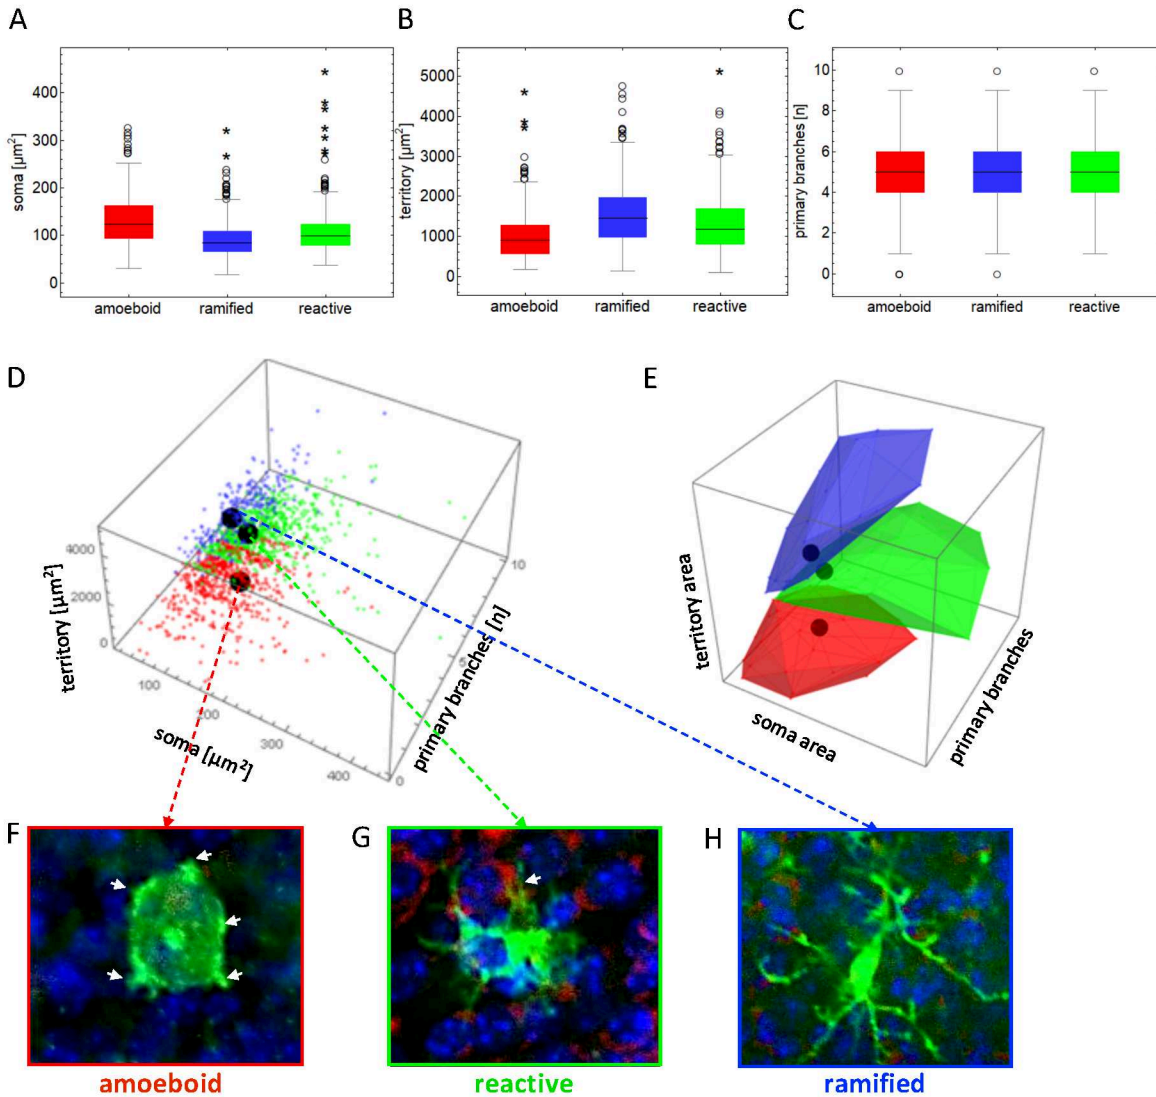 A
B
C
soma [µm²]
400
300
200
100
0
amoeboid
ramified
reactive
territory [µm²]
5000
4000
3000
2000
1000
0
amoeboid
ramified
reactive
primary branches [n]
10
8
6
4
2
0
amoeboid
ramified
reactive
D
E
territory [µm²]
4000
2000
0
100
200
300
400
soma [µm²]
0
5
10
primary branches [n]
territory area
soma area
primary branches
F
G
H
amoeboid
reactive
ramified